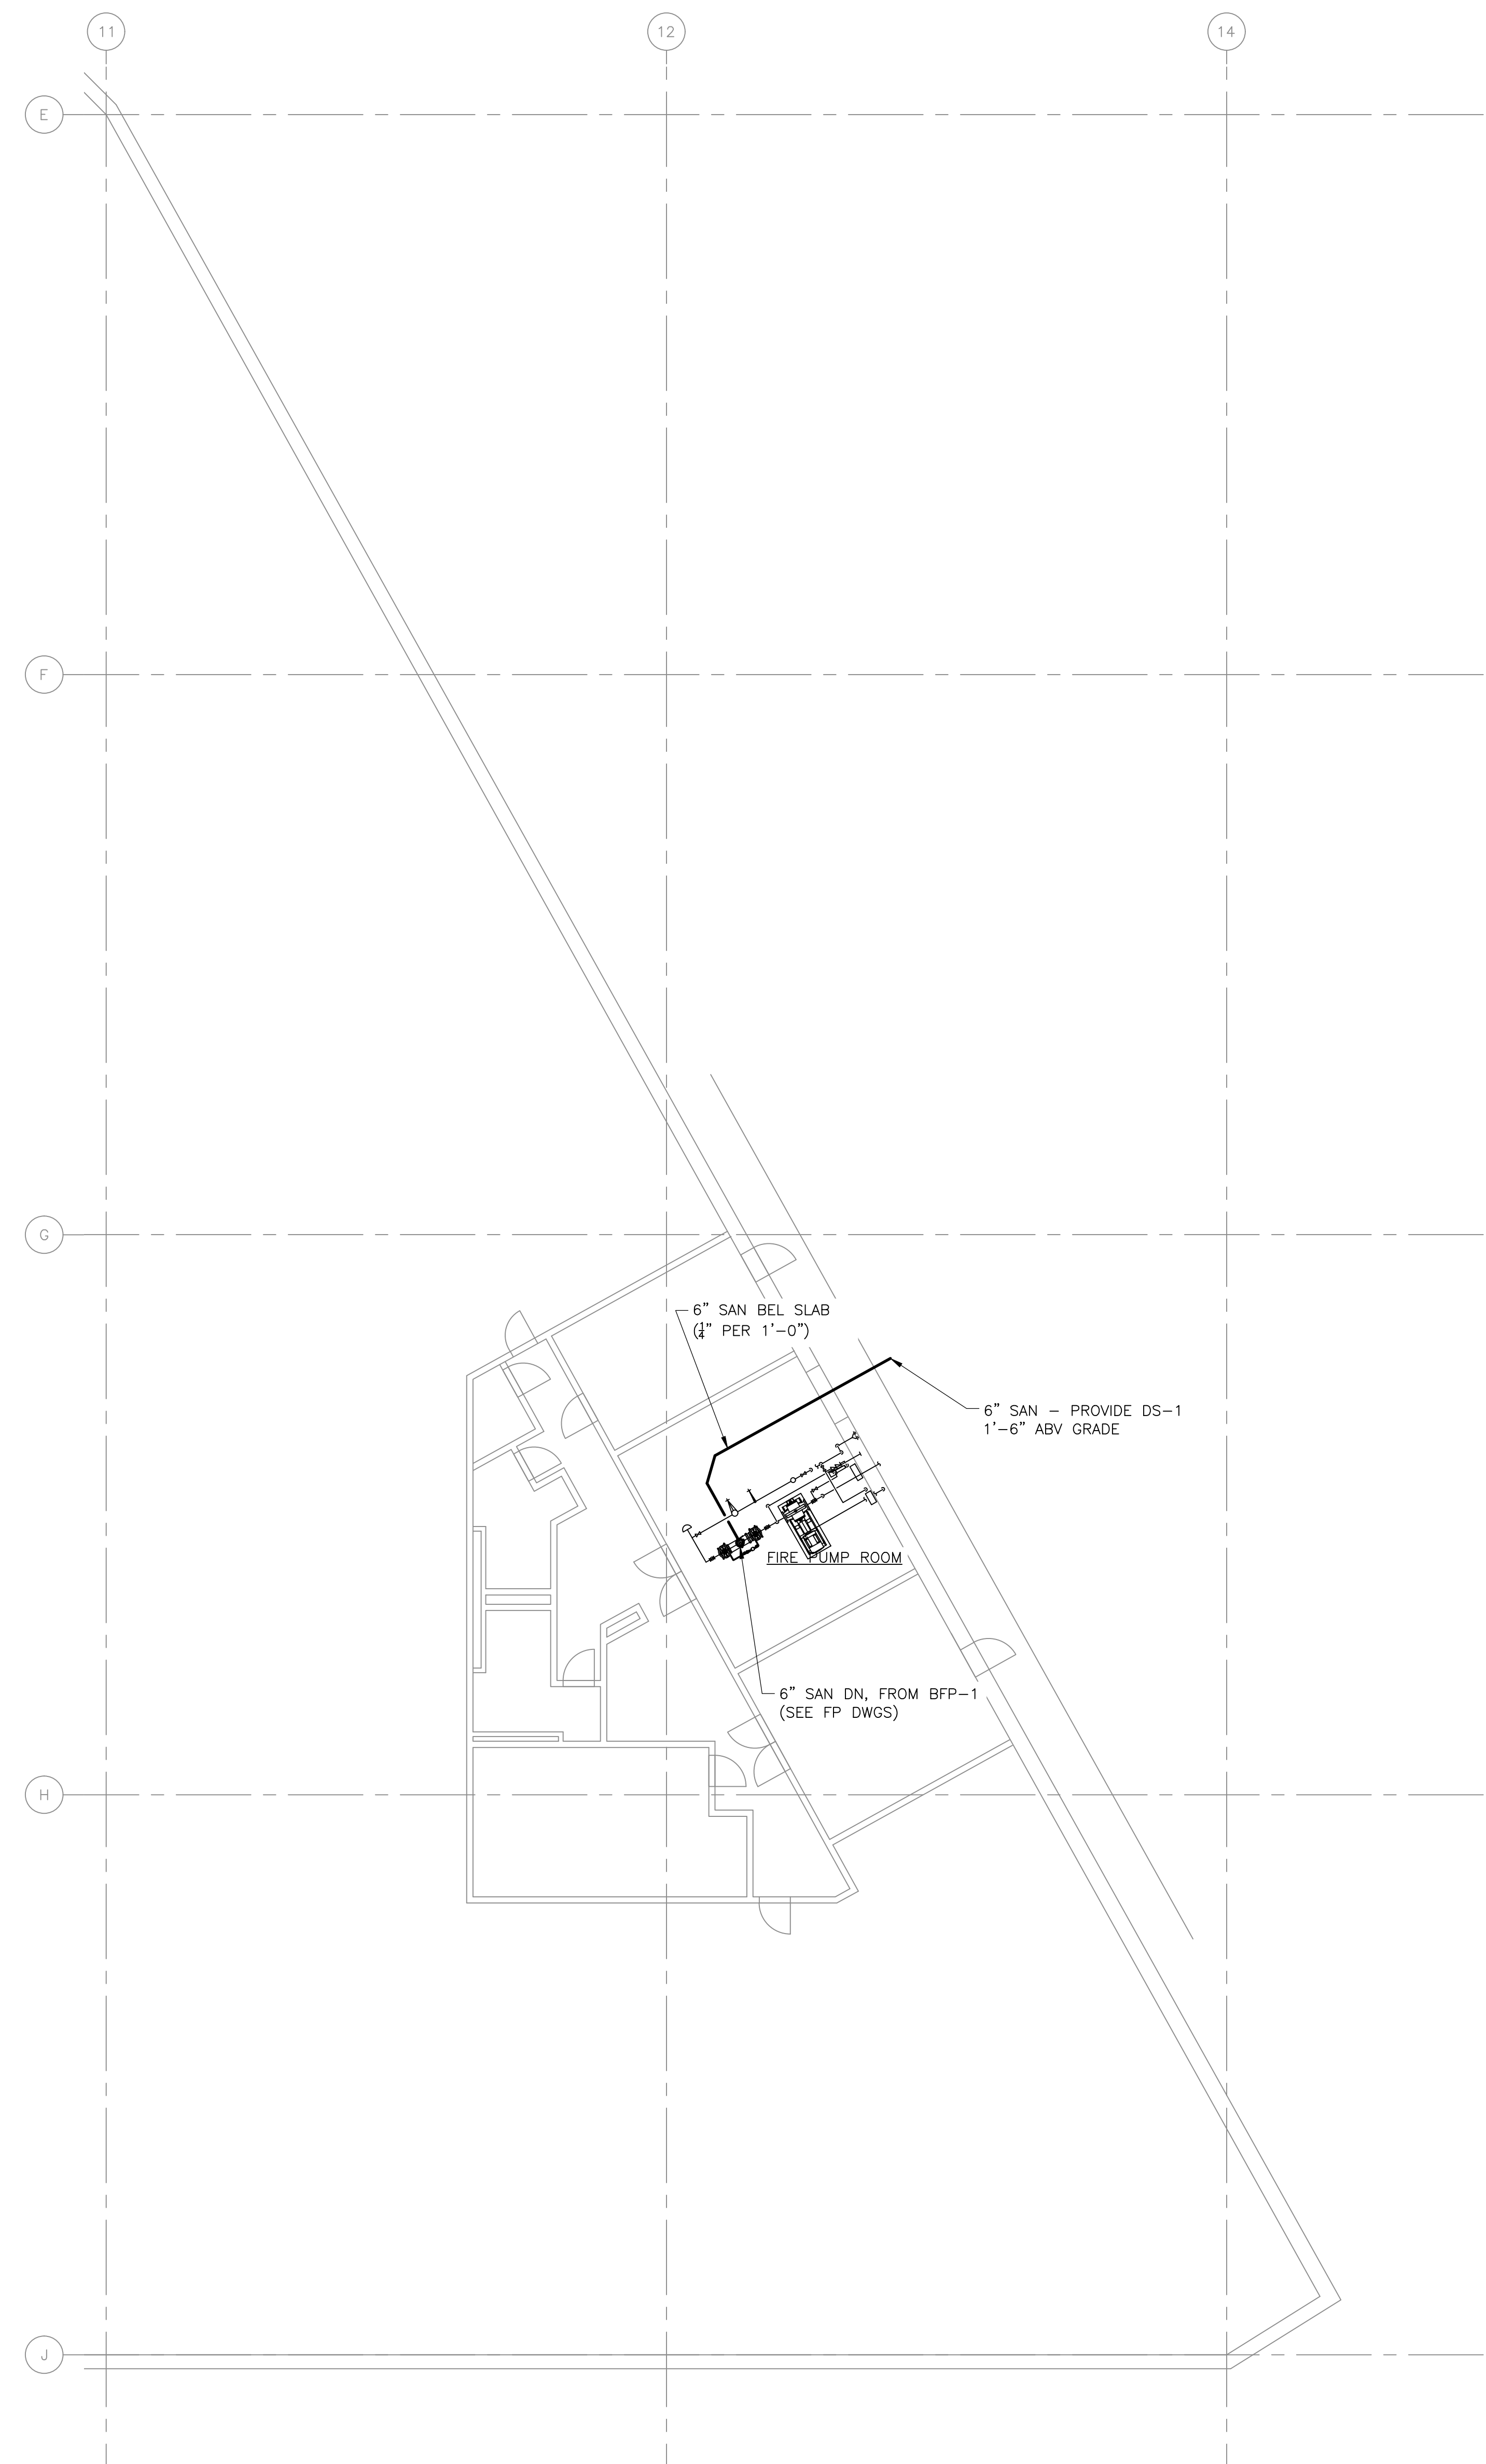 11
12
14
E
F
G
6” SAN BEL SLAB
(¼” PER 1’-0”)
6” SAN – PROVIDE DS-1
1’-6” ABV GRADE
FIRE PUMP ROOM
6” SAN DN, FROM BFP-1
(SEE FP DWGS)
H
J